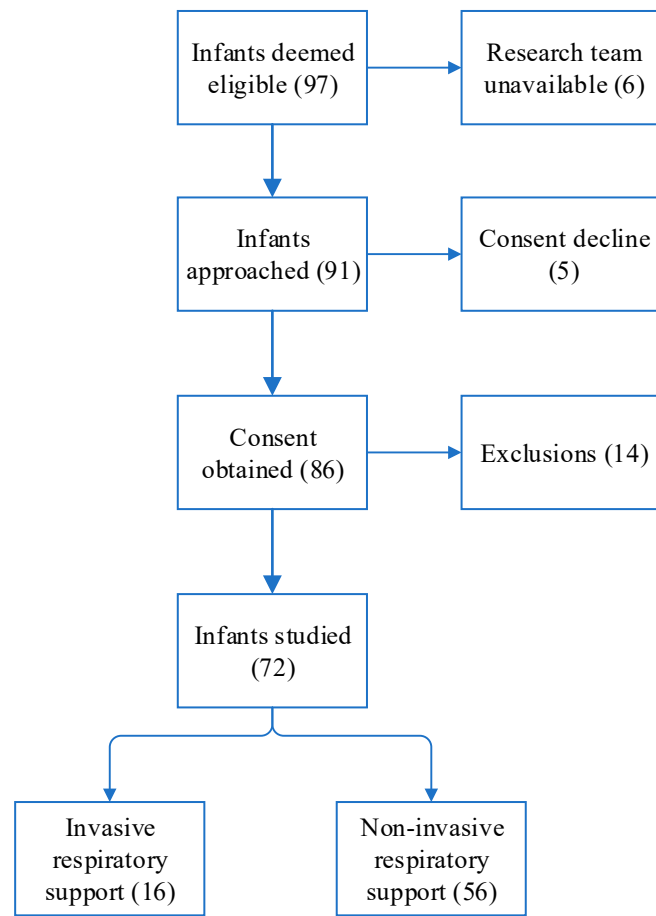 Infants deemed
eligible (97)
Research team
unavailable (6)
Infants
approached (91)
Consent decline
(5)
Consent
obtained (86)
Exclusions (14)
Infants studied
(72)
Invasive
respiratory
support (16)
Non-invasive
respiratory
support (56)